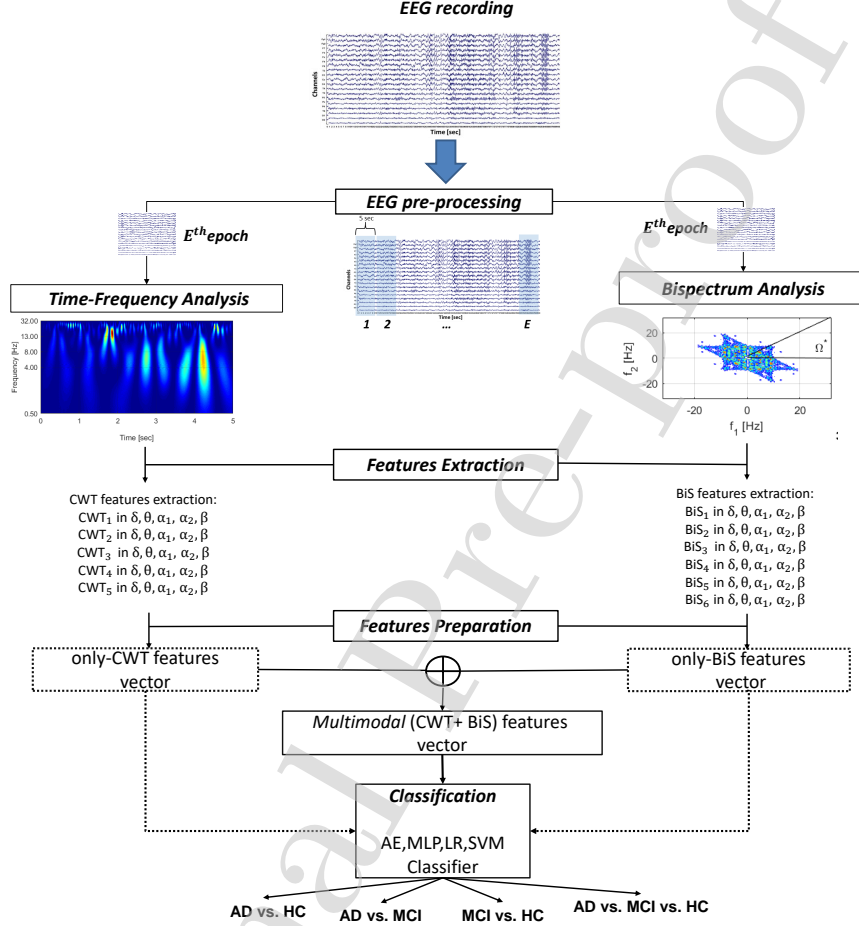 EEG recording
Channels
Time [sec]
EEG pre-processing
Eᵗʰepoch
5 sec
Eᵗʰepoch
Channels
Time [sec]
1 2 ... E
Time-Frequency Analysis
Bispectrum Analysis
32.00
13.00
8.00
4.00
0.50
Frequency [Hz]
0 1 2 3 4 5
Time [sec]
20
0
-20
f₂ [Hz]
Ω*
-20 0 20
f₁ [Hz]
:
Features Extraction
CWT features extraction:
CWT₁ in δ, θ, α₁, α₂, β
CWT₂ in δ, θ, α₁, α₂, β
CWT₃ in δ, θ, α₁, α₂, β
CWT₄ in δ, θ, α₁, α₂, β
CWT₅ in δ, θ, α₁, α₂, β
BiS features extraction:
BiS₁ in δ, θ, α₁, α₂, β
BiS₂ in δ, θ, α₁, α₂, β
BiS₃ in δ, θ, α₁, α₂, β
BiS₄ in δ, θ, α₁, α₂, β
BiS₅ in δ, θ, α₁, α₂, β
BiS₆ in δ, θ, α₁, α₂, β
Features Preparation
only-CWT features
vector
only-BiS features
vector
Multimodal (CWT+ BiS) features
vector
Classification
AE,MLP,LR,SVM
Classifier
AD vs. HC
AD vs. MCI
MCI vs. HC
AD vs. MCI vs. HC
nal Pre-proof